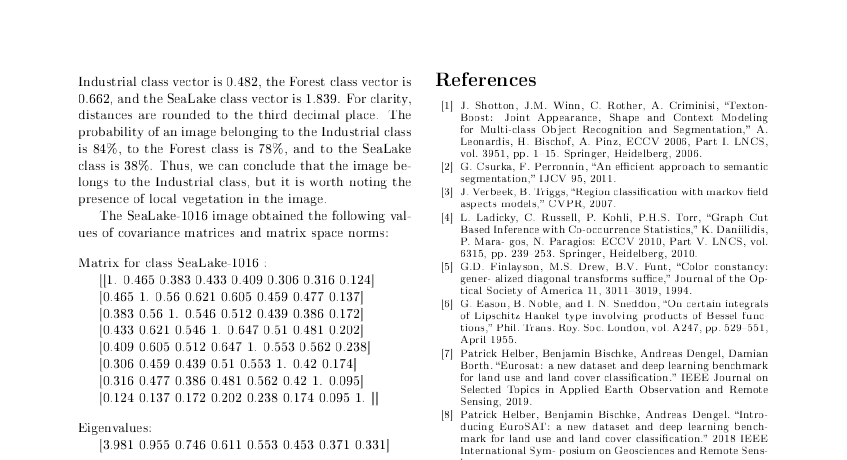 Industrial class vector is 0.482, the Forest class vector is
0.662, and the SeaLake class vector is 1.839. For clarity,
distances are rounded to the third decimal place. The
probability of an image belonging to the Industrial class
is 84%, to the Forest class is 78%, and to the SeaLake
class is 38%. Thus, we can conclude that the image be-
longs to the Industrial class, but it is worth noting the
presence of local vegetation in the image.
The SeaLake-1016 image obtained the following val-
ues of covariance matrices and matrix space norms:
Matrix for class SeaLake-1016 :
[[1. 0.465 0.383 0.433 0.409 0.306 0.316 0.124]
[0.465 1. 0.56 0.621 0.605 0.459 0.477 0.137]
[0.383 0.56 1. 0.546 0.512 0.439 0.386 0.172]
[0.433 0.621 0.546 1. 0.647 0.51 0.481 0.202]
[0.409 0.605 0.512 0.647 1. 0.553 0.562 0.238]
[0.306 0.459 0.439 0.51 0.553 1. 0.42 0.174]
[0.316 0.477 0.386 0.481 0.562 0.42 1. 0.095]
[0.124 0.137 0.172 0.202 0.238 0.174 0.095 1. ]]
Eigenvalues:
[3.981 0.955 0.746 0.611 0.553 0.453 0.371 0.331]
References
[1] J. Shotton, J.M. Winn, C. Rother, A. Criminisi, “Texton-
Boost: Joint Appearance, Shape and Context Modeling
for Multi-class Object Recognition and Segmentation,” A.
Leonardis, H. Bischof, A. Pinz, ECCV 2006, Part I. LNCS,
vol. 3951, pp. 1–15. Springer, Heidelberg, 2006.
[2] G. Csurka, F. Perronnin, “An efficient approach to semantic
segmentation,” IJCV 95, 2011.
[3] J. Verbeek, B. Triggs, “Region classification with markov field
aspects models,” CVPR, 2007.
[4] L. Ladicky, C. Russell, P. Kohli, P.H.S. Torr, “Graph Cut
Based Inference with Co-occurrence Statistics,” K. Daniilidis,
P. Mara- gos, N. Paragios: ECCV 2010, Part V. LNCS, vol.
6315, pp. 239–253. Springer, Heidelberg, 2010.
[5] G.D. Finlayson, M.S. Drew, B.V. Funt, “Color constancy:
gener- alized diagonal transforms suffice,” Journal of the Op-
tical Society of America 11, 3011–3019, 1994.
[6] G. Eason, B. Noble, and I. N. Sneddon, “On certain integrals
of Lipschitz-Hankel type involving products of Bessel func-
tions,” Phil. Trans. Roy. Soc. London, vol. A247, pp. 529–551,
April 1955.
[7] Patrick Helber, Benjamin Bischke, Andreas Dengel, Damian
Borth. “Eurosat: a new dataset and deep learning benchmark
for land use and land cover classification.” IEEE Journal on
Selected Topics in Applied Earth Observation and Remote
Sensing, 2019.
[8] Patrick Helber, Benjamin Bischke, Andreas Dengel. “Intro-
ducing EuroSAT: a new dataset and deep learning bench-
mark for land use and land cover classification.” 2018 IEEE
International Sym- posium on Geosciences and Remote Sens-